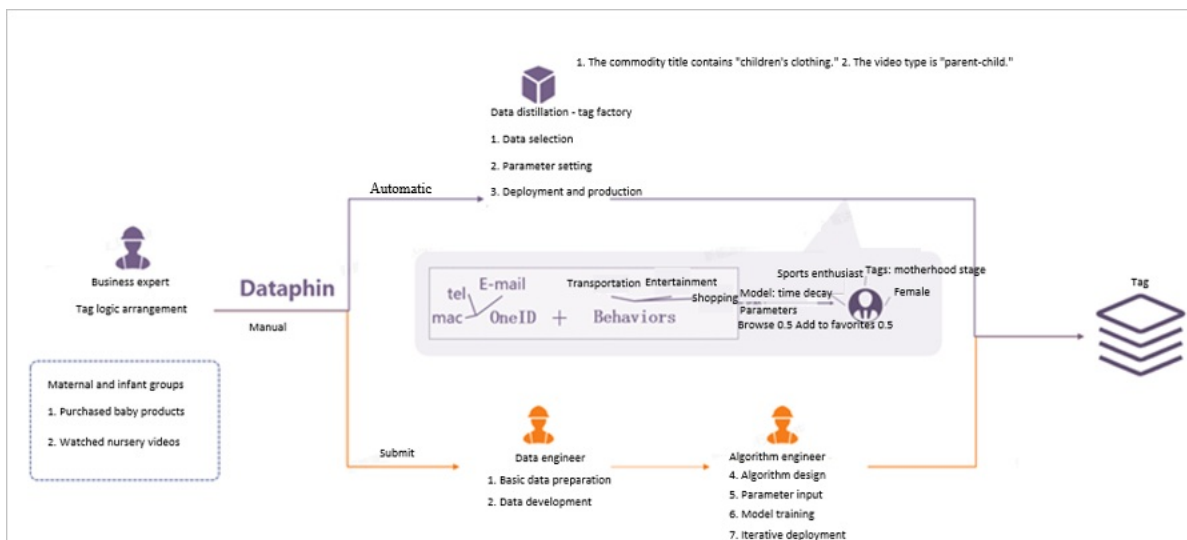 1. The commodity title contains "children's clothing." 2. The video type is "parent-child."
Data distillation - tag factory
1. Data selection
2. Parameter setting
3. Deployment and production
Automatic
Business expert
Tag logic arrangement
Dataphin
Manual
Maternal and infant groups
1. Purchased baby products
2. Watched nursery videos
tel
E-mail
mac
OneID
+
Behaviors
Transportation
Entertainment
Shopping
Model: time decay
Parameters
Browse 0.5 Add to favorites 0.5
Sports enthusiast
Tags: motherhood stage
Female
Tag
Submit
Data engineer
1. Basic data preparation
2. Data development
Algorithm engineer
4. Algorithm design
5. Parameter input
6. Model training
7. Iterative deployment